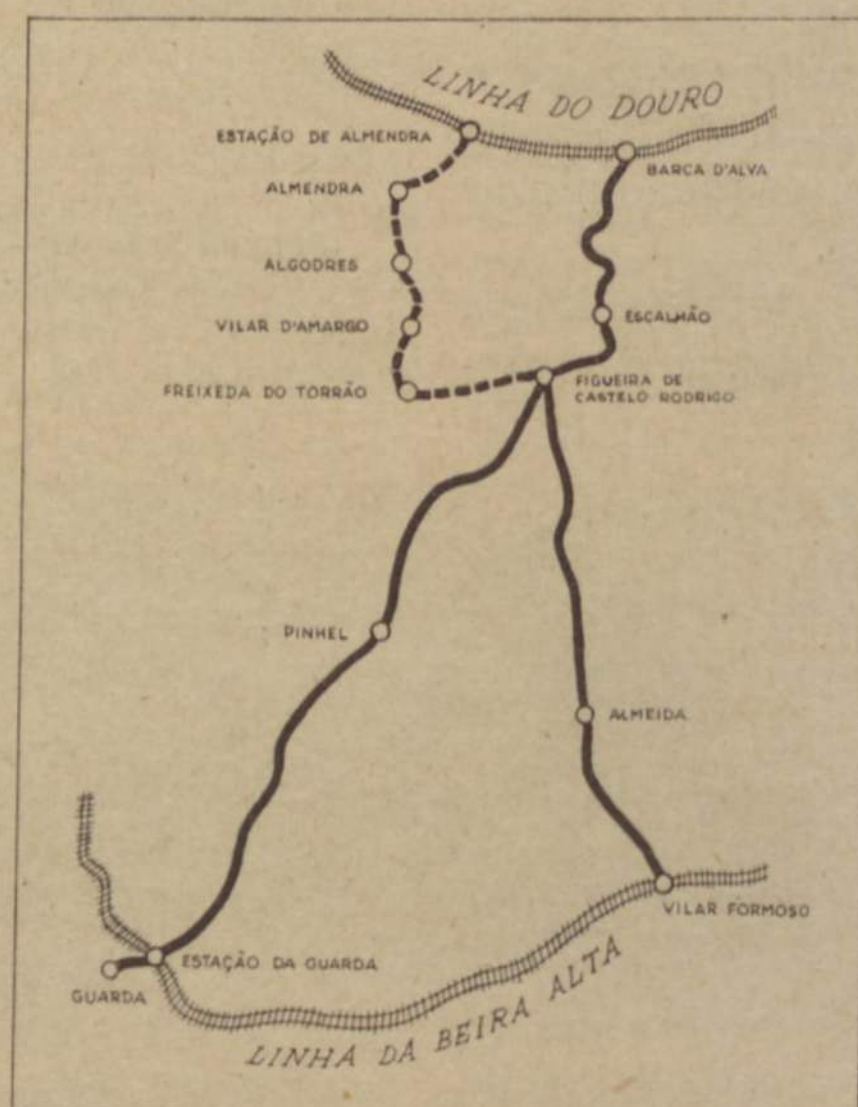 LINHA DO DOURO
ESTAÇÃO DE ALMENDRA
BARCA D'ALVA
ALMENDRA
ALGODRES
VILAR D'AMARGO
ESCALHÃO
FREIXEDA DO TORRÃO
FIGUEIRA DE
CASTELO RODRIGO
PINHEL
ALMEIDA
VILAR FORMOSO
ESTAÇÃO DA GUARDA
GUARDA
LINHA DA BEIRA ALTA